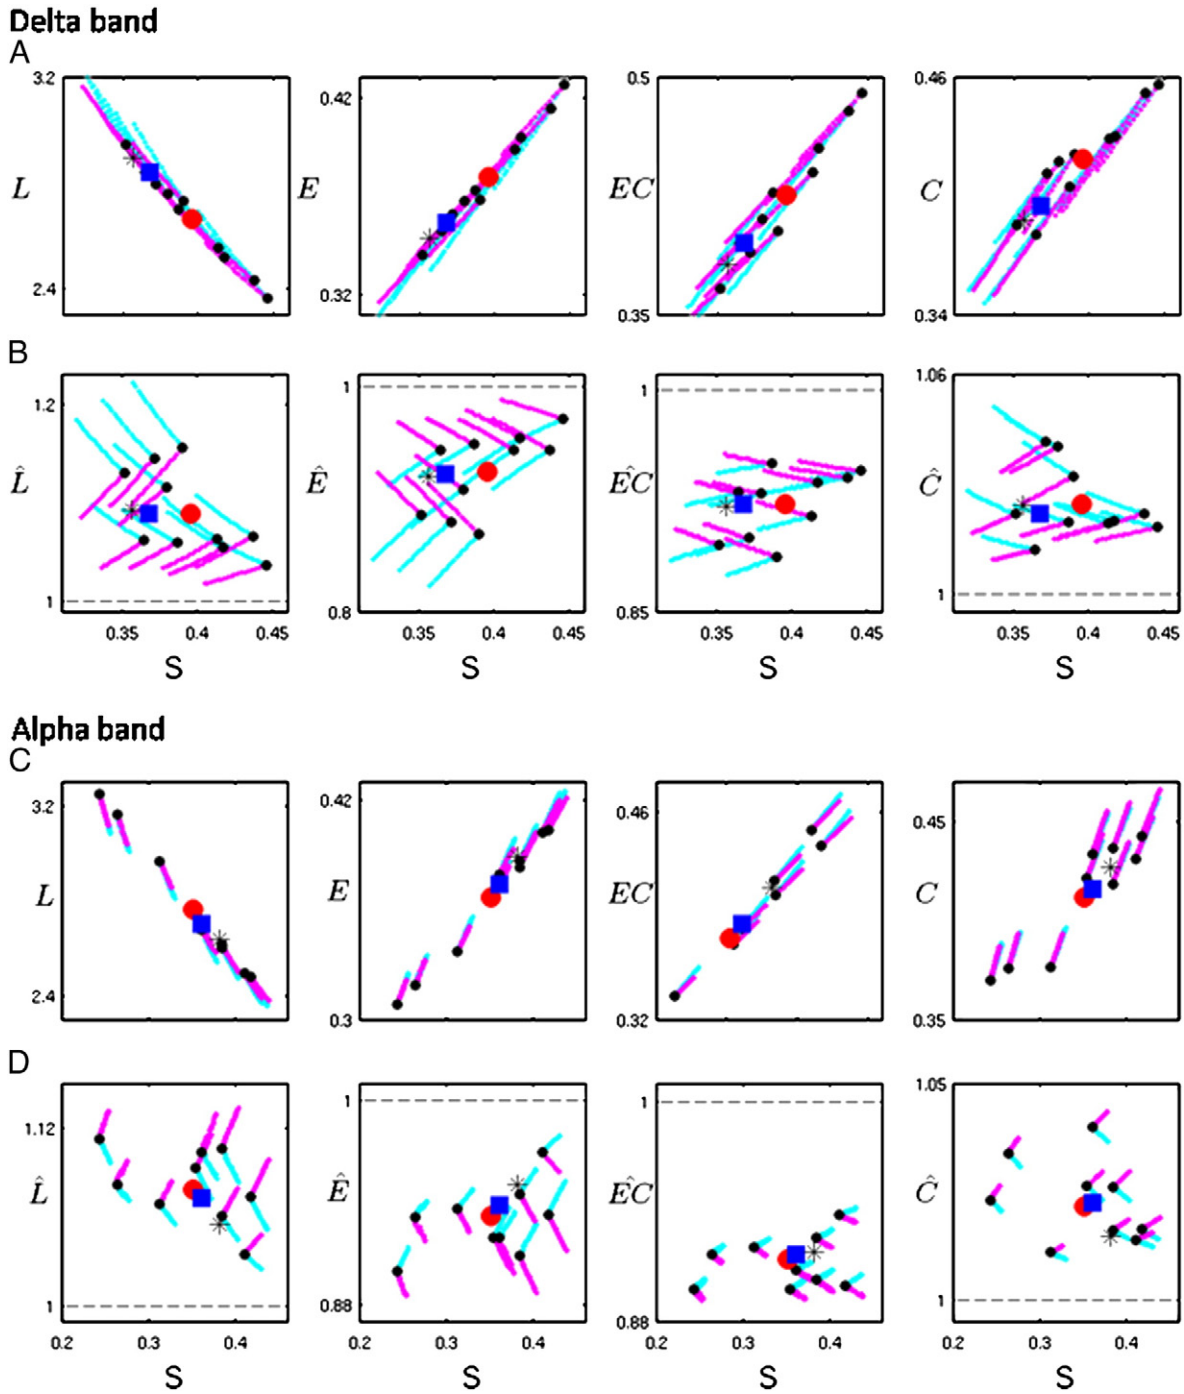 Delta band
A
3.2
L
2.4
0.42
E
0.32
0.5
EC
0.35
0.46
C
0.34
B
1.2
L̂
1
0.35 0.4 0.45
S
1
Ê
0.8
0.35 0.4 0.45
S
1
EĈ
0.85
0.35 0.4 0.45
S
1.06
Ĉ
1
0.35 0.4 0.45
S
Alpha band
C
3.2
L
2.4
0.42
E
0.3
0.46
EC
0.32
0.45
C
0.35
D
1.12
L̂
1
0.2 0.3 0.4
S
1
Ê
0.88
0.2 0.3 0.4
S
1
EĈ
0.88
0.2 0.3 0.4
S
1.05
Ĉ
1
0.2 0.3 0.4
S